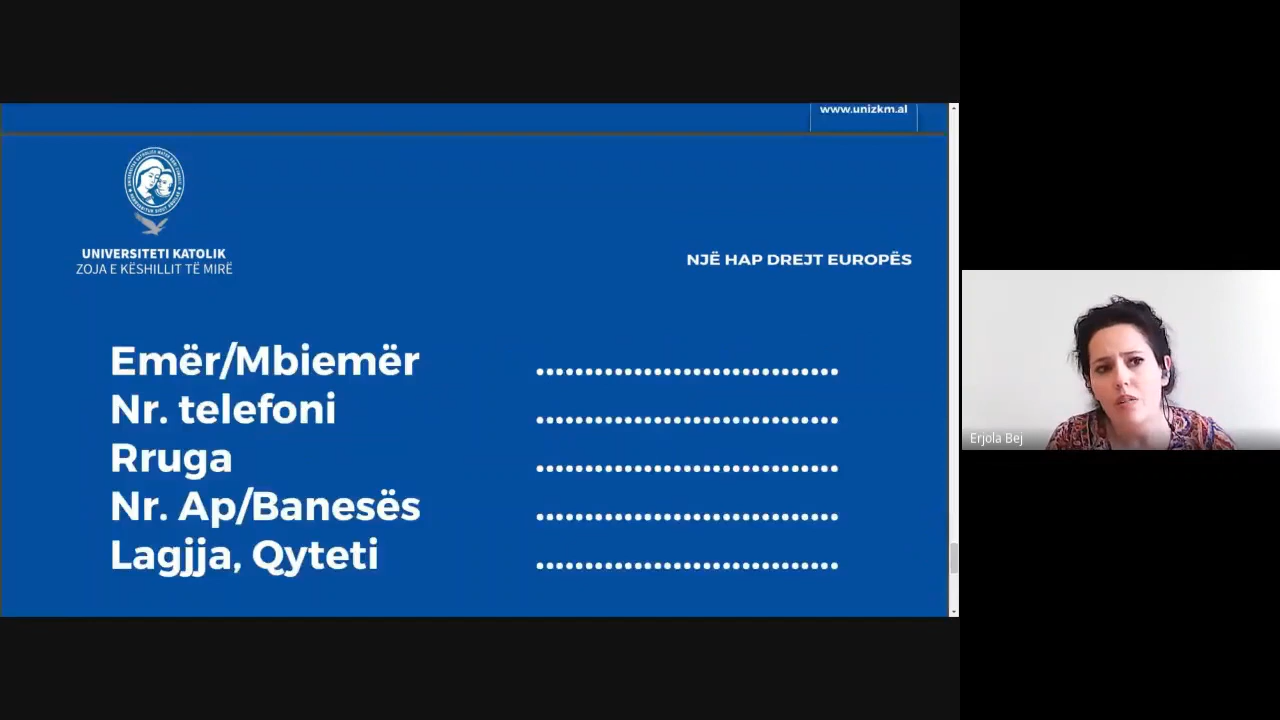 www.unizkm.al
UNIVERSITETI KATOLIK
ZOJA E KËSHILLIT TË MIRË
NJË HAP DREJT EUROPËS
Emër/Mbiemër ..............................
Nr. telefoni ..............................
Rruga ..............................
Nr. Ap/Banesës ..............................
Lagjja, Qyteti ..............................
Erjola Bej